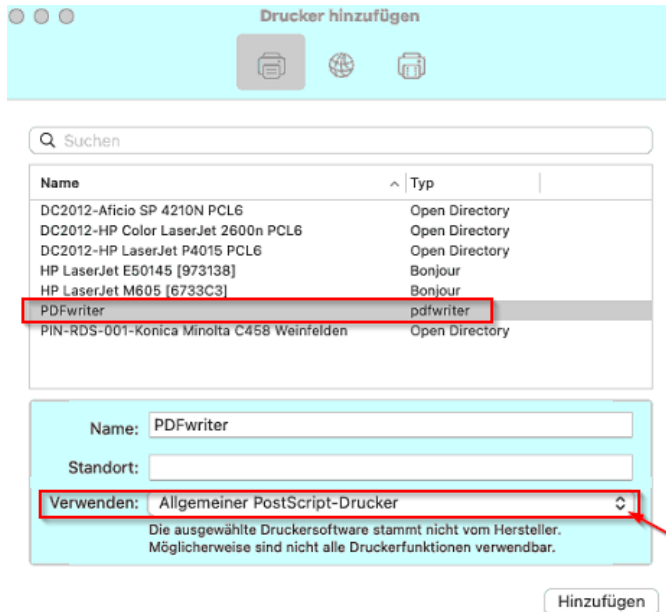 Drucker hinzufügen
Suchen
Name Typ
DC2012-Aficio SP 4210N PCL6 Open Directory
DC2012-HP Color LaserJet 2600n PCL6 Open Directory
DC2012-HP LaserJet P4015 PCL6 Open Directory
HP LaserJet E50145 [973138] Bonjour
HP LaserJet M605 [6733C3] Bonjour
PDFwriter pdfwriter
PIN-RDS-001-Konica Minolta C458 Weinfelden Open Directory
Name: PDFwriter
Standort:
Verwenden: Allgemeiner PostScript-Drucker
Die ausgewählte Druckersoftware stammt nicht vom Hersteller.
Möglicherweise sind nicht alle Druckerfunktionen verwendbar.
Hinzufügen